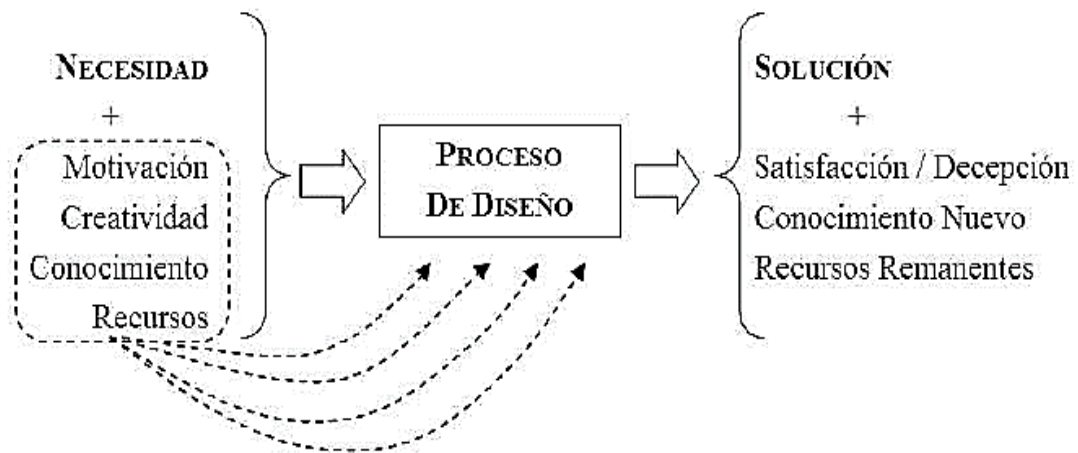 NECESIDAD
+
Motivación
Creatividad
Conocimiento
Recursos
PROCESO
DE DISEÑO
SOLUCIÓN
+
Satisfacción / Decepción
Conocimiento Nuevo
Recursos Remanentes